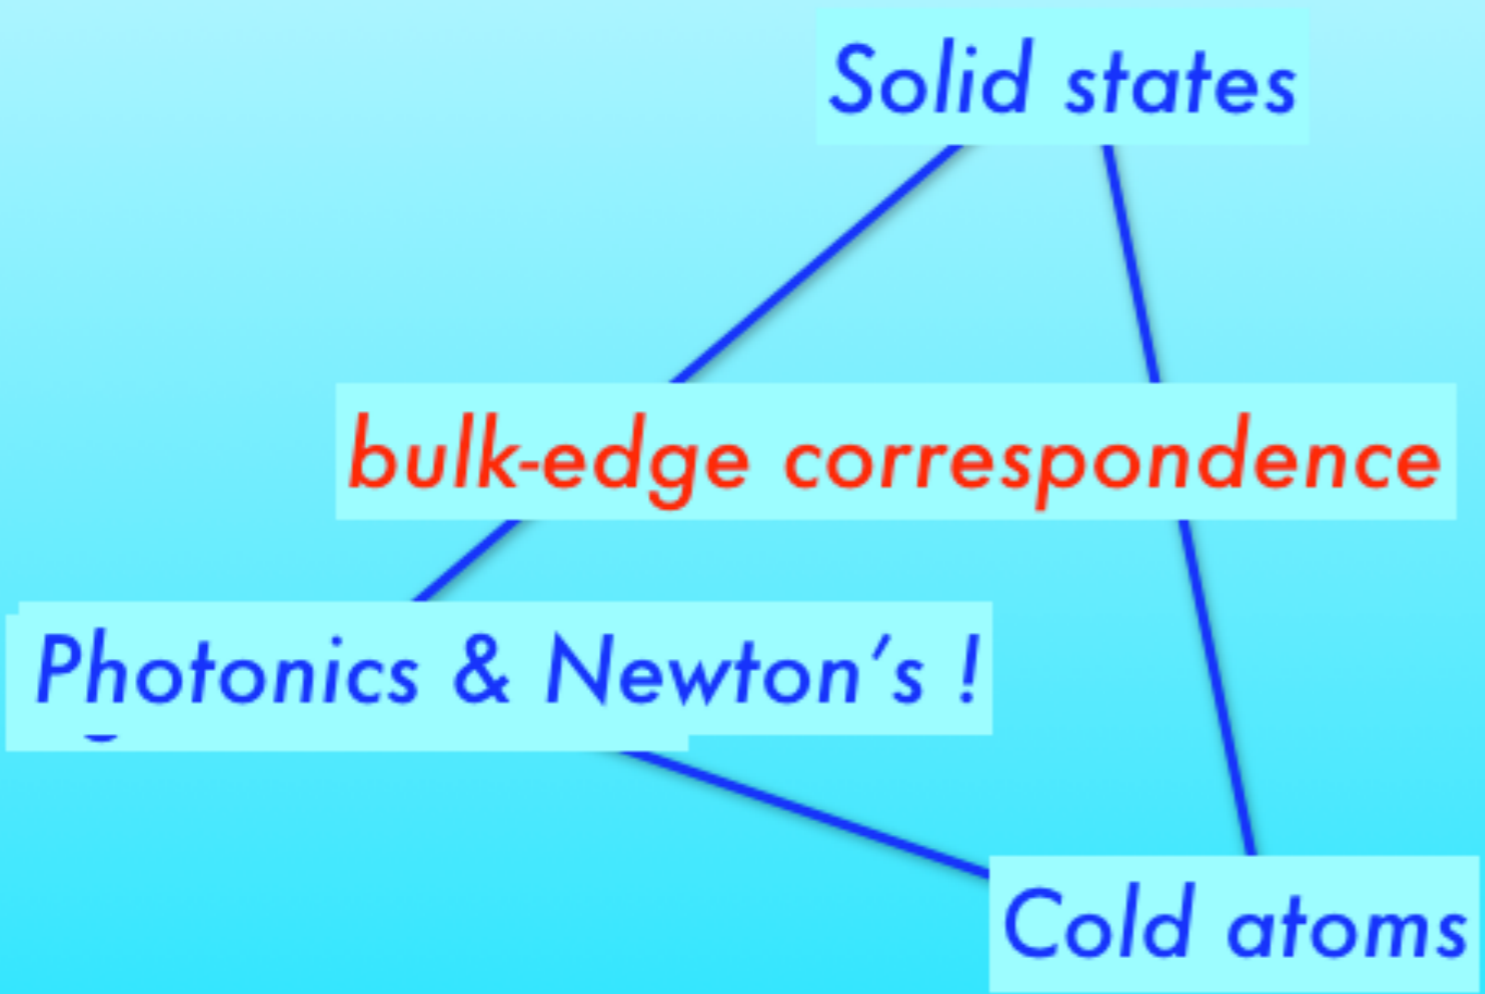 Solid states
bulk-edge correspondence
Photonics & Newton’s !
Cold atoms